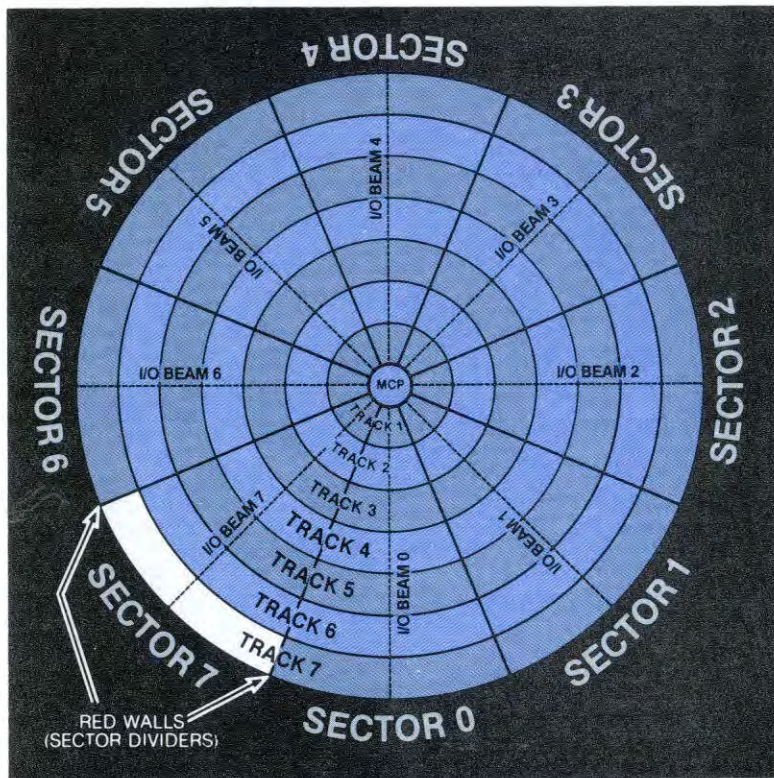 SECTOR 4
SECTOR 3
SECTOR 5
I/O BEAM 4
I/O BEAM 3
I/O BEAM 5
SECTOR 2
SECTOR 6
I/O BEAM 6
MCP
I/O BEAM 2
TRACK 1
TRACK 2
TRACK 3
TRACK 4
TRACK 5
TRACK 6
TRACK 7
I/O BEAM 7
I/O BEAM 0
I/O BEAM 1
SECTOR 1
SECTOR 7
SECTOR 0
RED WALLS
(SECTOR DIVIDERS)